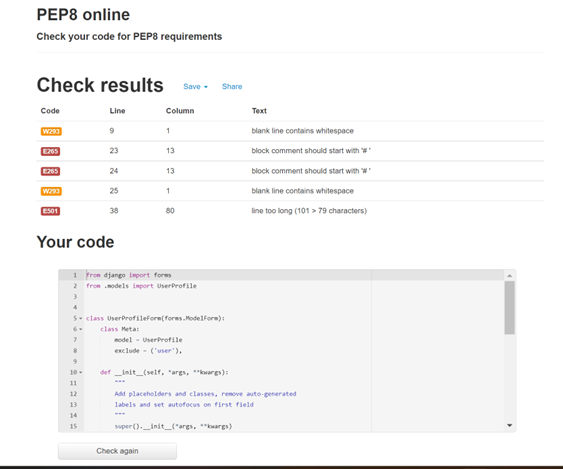 PEP8 online
Check your code for PEP8 requirements
Check results Save Share
Code Line Column Text
W293 9 1 blank line contains whitespace
E265 23 13 block comment should start with '# '
E265 24 13 block comment should start with '# '
W293 25 1 blank line contains whitespace
E501 38 80 line too long (101 > 79 characters)
Your code
1 from django import forms
2 from .models import UserProfile
3
4
5 class UserProfileForm(forms.ModelForm):
6 class Meta:
7 model = UserProfile
8 exclude = ('user'),
9
10 def __init__(self, *args, **kwargs):
11 """
12 Add placeholders and classes, remove auto-generated
13 labels and set autofocus on first field
14 """
15 super().__init__(*args, **kwargs)
Check again